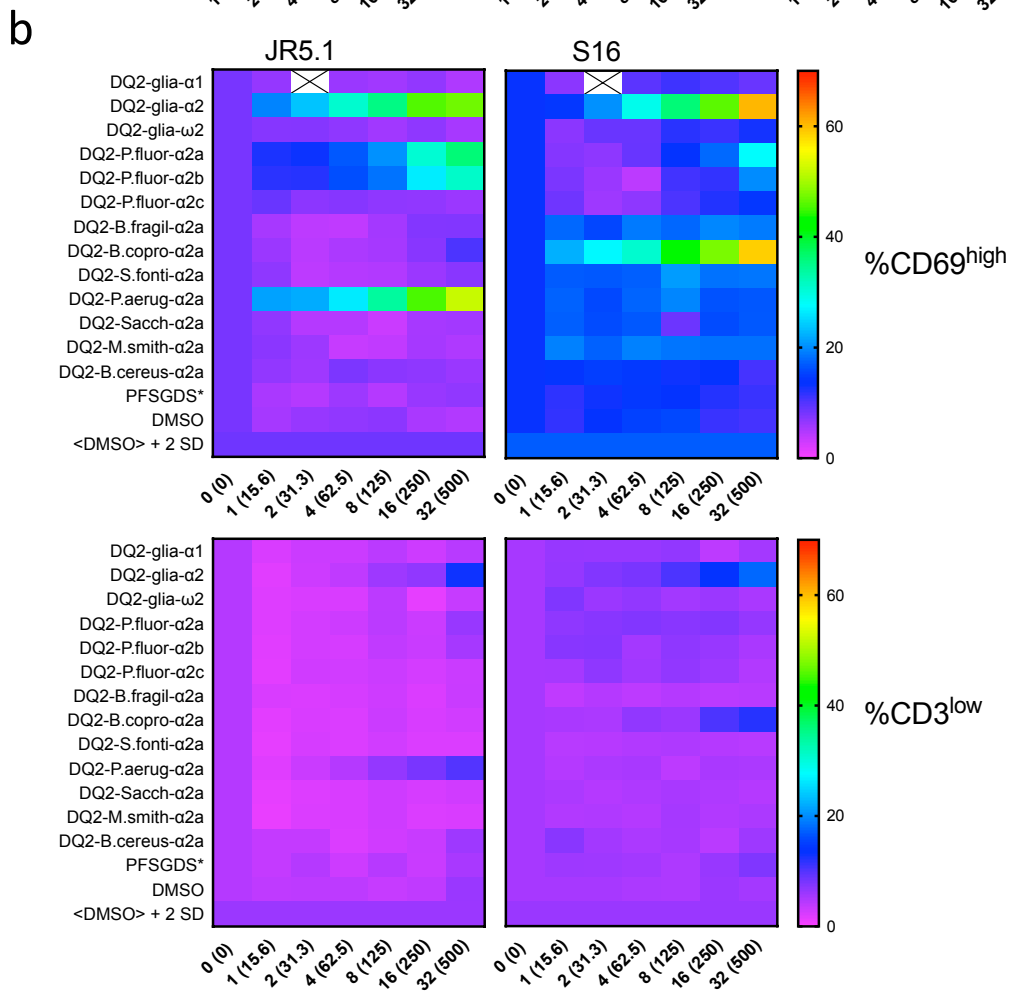 b
JR5.1
S16
DQ2-glia-α1
DQ2-glia-α2
DQ2-glia-ω2
DQ2-P.fluor-α2a
DQ2-P.fluor-α2b
DQ2-P.fluor-α2c
DQ2-B.fragil-α2a
DQ2-B.copro-α2a
DQ2-S.fonti-α2a
DQ2-P.aerug-α2a
DQ2-Sacch-α2a
DQ2-M.smith-α2a
DQ2-B.cereus-α2a
PFSGDS*
DMSO
<DMSO> + 2 SD
60
40
20
0
%CD69high
0 (0)
1 (15.6)
2 (31.3)
4 (62.5)
8 (125)
16 (250)
32 (500)
0 (0)
1 (15.6)
2 (31.3)
4 (62.5)
8 (125)
16 (250)
32 (500)
DQ2-glia-α1
DQ2-glia-α2
DQ2-glia-ω2
DQ2-P.fluor-α2a
DQ2-P.fluor-α2b
DQ2-P.fluor-α2c
DQ2-B.fragil-α2a
DQ2-B.copro-α2a
DQ2-S.fonti-α2a
DQ2-P.aerug-α2a
DQ2-Sacch-α2a
DQ2-M.smith-α2a
DQ2-B.cereus-α2a
PFSGDS*
DMSO
<DMSO> + 2 SD
60
40
20
0
%CD3low
0 (0)
1 (15.6)
2 (31.3)
4 (62.5)
8 (125)
16 (250)
32 (500)
0 (0)
1 (15.6)
2 (31.3)
4 (62.5)
8 (125)
16 (250)
32 (500)